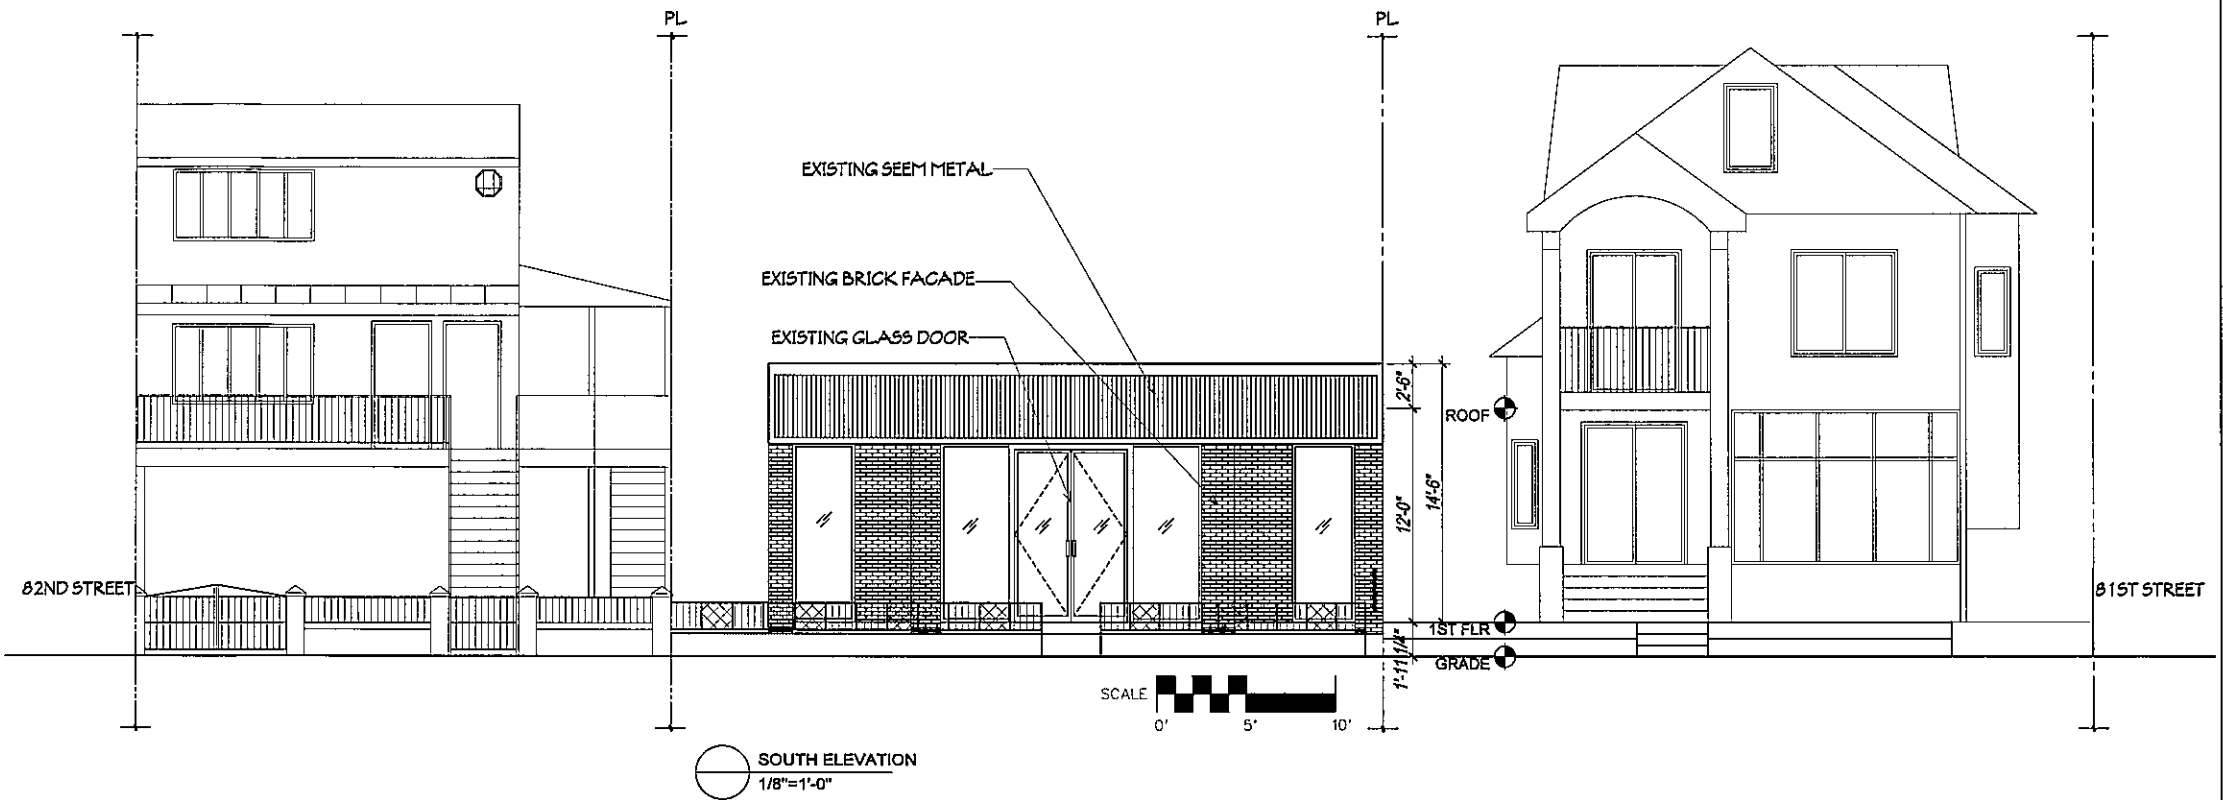 PL
PL
EXISTING SEEM METAL
EXISTING BRICK FACADE
EXISTING GLASS DOOR
2'-6"
ROOF
12'-0"
14'-6"
82ND STREET
81ST STREET
1ST FLR
GRADE
1'-11 1/4"
SCALE
0' 5' 10'
SOUTH ELEVATION
1/8"=1'-0"